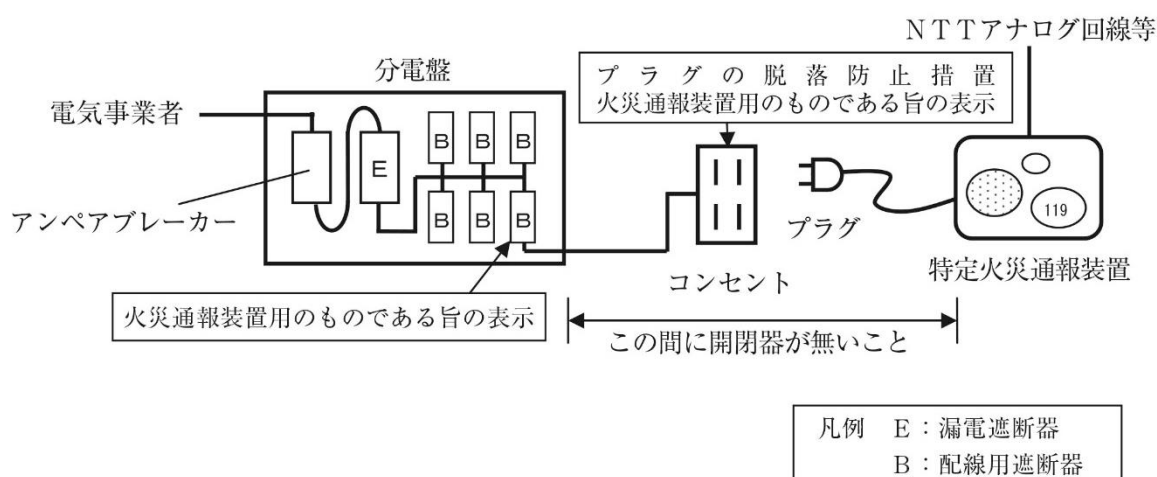 NTTアナログ回線等
分電盤
プラグの脱落防止措置
火災通報装置用のものである旨の表示
電気事業者
B B B
E
B B B
アンペアブレーカー
119
プラグ
特定火災通報装置
コンセント
火災通報装置用のものである旨の表示
この間に開閉器が無いこと
凡例 E:漏電遮断器
B:配線用遮断器